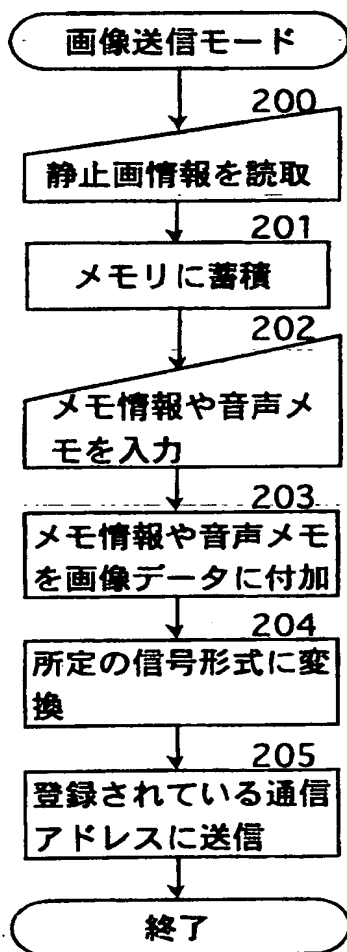 画像送信モード
200
静止画情報を読取
201
メモリに蓄積
202
メモ情報や音声メ
モを入力
203
メモ情報や音声メモ
を画像データに付加
204
所定の信号形式に変
換
205
登録されている通信
アドレスに送信
終了